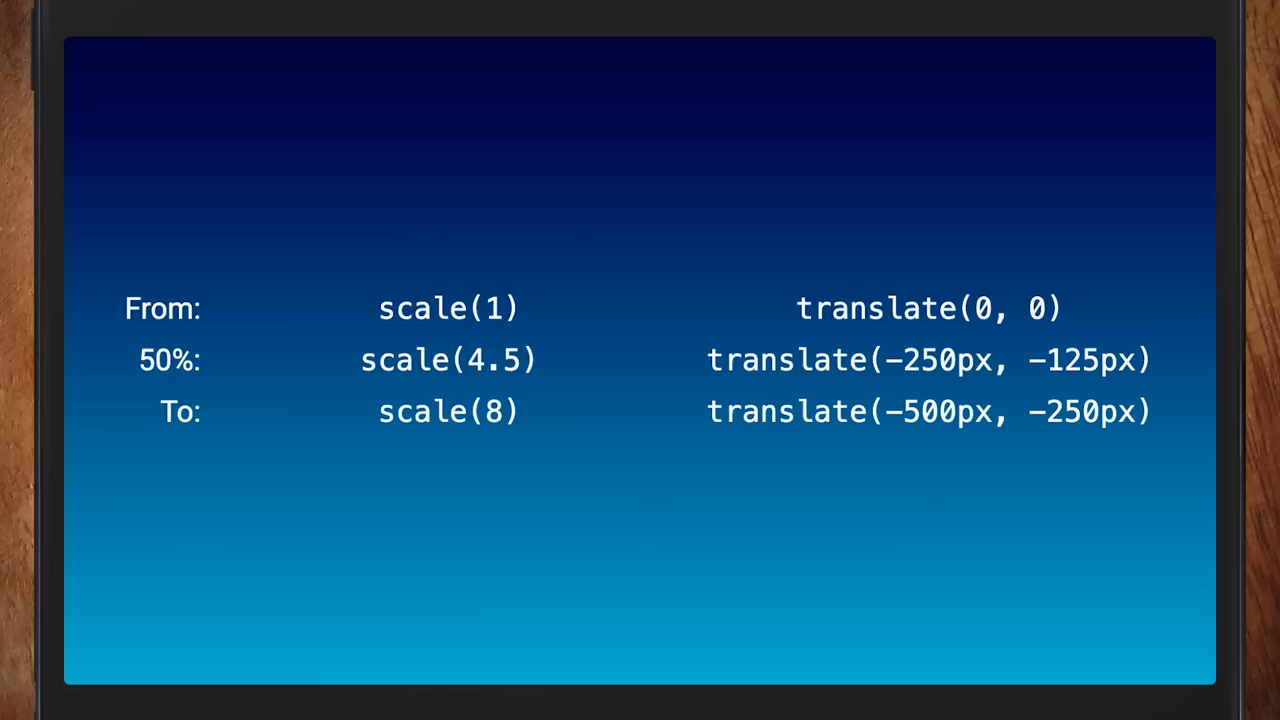 From: scale(1) translate(0, 0)
50%: scale(4.5) translate(-250px, -125px)
To: scale(8) translate(-500px, -250px)